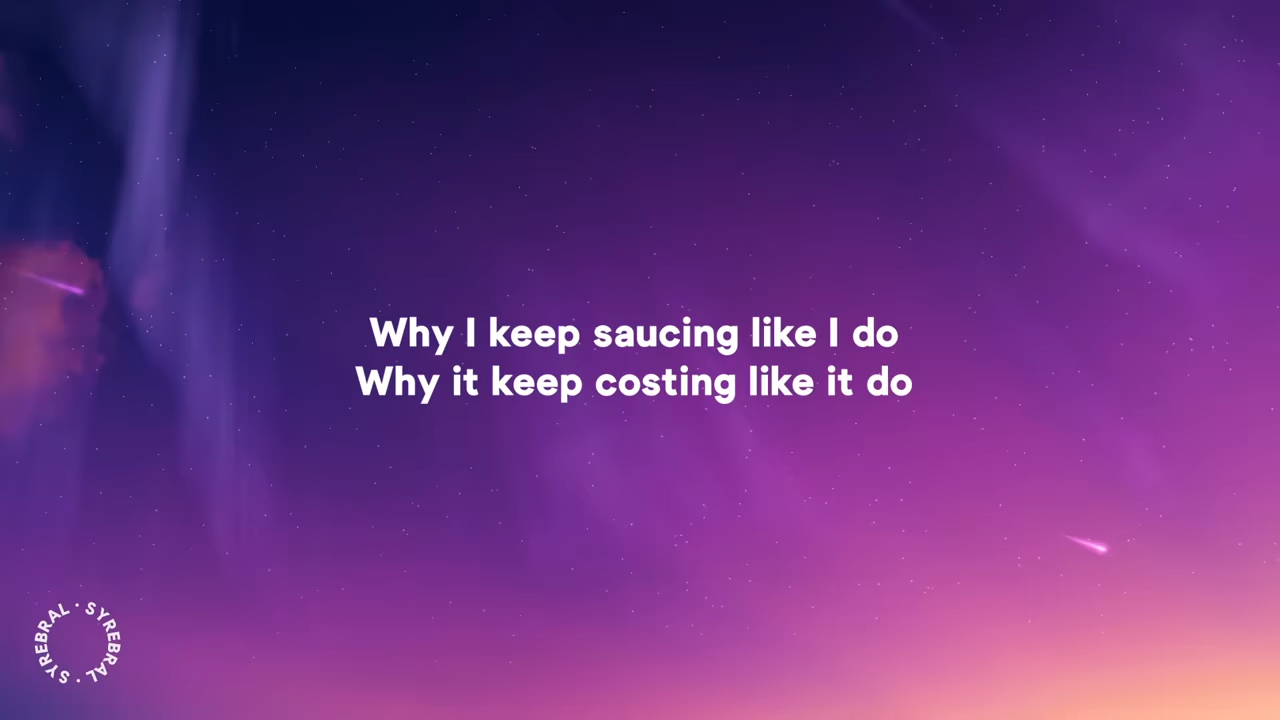 Why I keep saucing like I do
Why it keep costing like it do
SYREBRAL · SYREBRAL ·